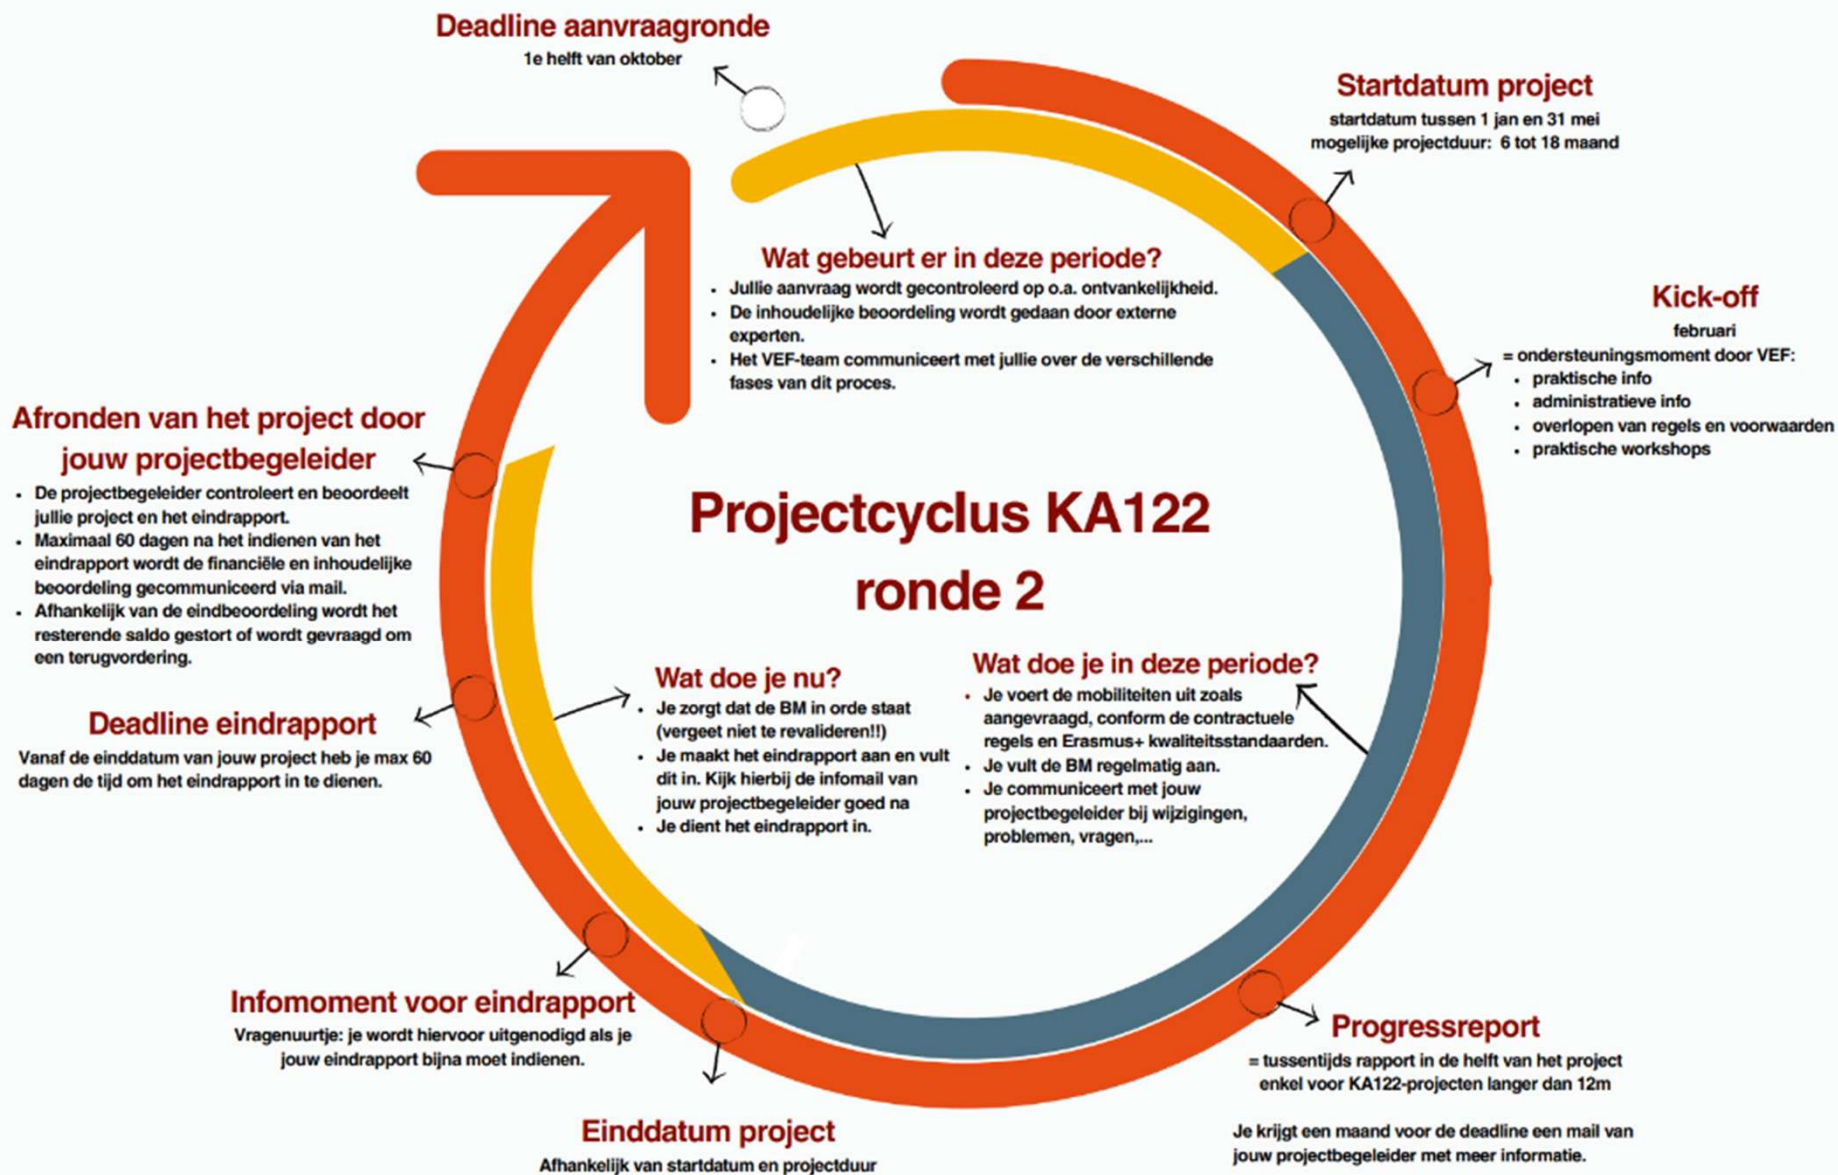 Deadline aanvraagronde
1e helft van oktober
Startdatum project
startdatum tussen 1 jan en 31 mei
mogelijke projectduur: 6 tot 18 maand
Wat gebeurt er in deze periode?
• Jullie aanvraag wordt gecontroleerd op o.a. ontvankelijkheid.
• De inhoudelijke beoordeling wordt gedaan door externe
experten.
• Het VEF-team communiceert met jullie over de verschillende
fases van dit proces.
Kick-off
februari
= ondersteuningsmoment door VEF:
• praktische info
• administratieve info
• overlopen van regels en voorwaarden
• praktische workshops
Afronden van het project door
jouw projectbegeleider
• De projectbegeleider controleert en beoordeelt
jullie project en het eindrapport.
• Maximaal 60 dagen na het indienen van het
eindrapport wordt de financiële en inhoudelijke
beoordeling gecommuniceerd via mail.
• Afhankelijk van de eindbeoordeling wordt het
resterende saldo gestort of wordt gevraagd om
een terugvordering.
Projectcyclus KA122
ronde 2
Deadline eindrapport
Vanaf de einddatum van jouw project heb je max 60
dagen de tijd om het eindrapport in te dienen.
Wat doe je nu?
• Je zorgt dat de BM in orde staat
(vergeet niet te revalideren!!)
• Je maakt het eindrapport aan en vult
dit in. Kijk hierbij de infomail van
jouw projectbegeleider goed na
• Je dient het eindrapport in.
Wat doe je in deze periode?
• Je voert de mobiliteiten uit zoals
aangevraagd, conform de contractuele
regels en Erasmus+ kwaliteitsstandaarden.
• Je vult de BM regelmatig aan.
• Je communiceert met jouw
projectbegeleider bij wijzigingen,
problemen, vragen,...
Infomoment voor eindrapport
Vragenuurtje: je wordt hiervoor uitgenodigd als je
jouw eindrapport bijna moet indienen.
Progressreport
= tussentijds rapport in de helft van het project
enkel voor KA122-projecten langer dan 12m
Je krijgt een maand voor de deadline een mail van
jouw projectbegeleider met meer informatie.
Einddatum project
Afhankelijk van startdatum en projectduur